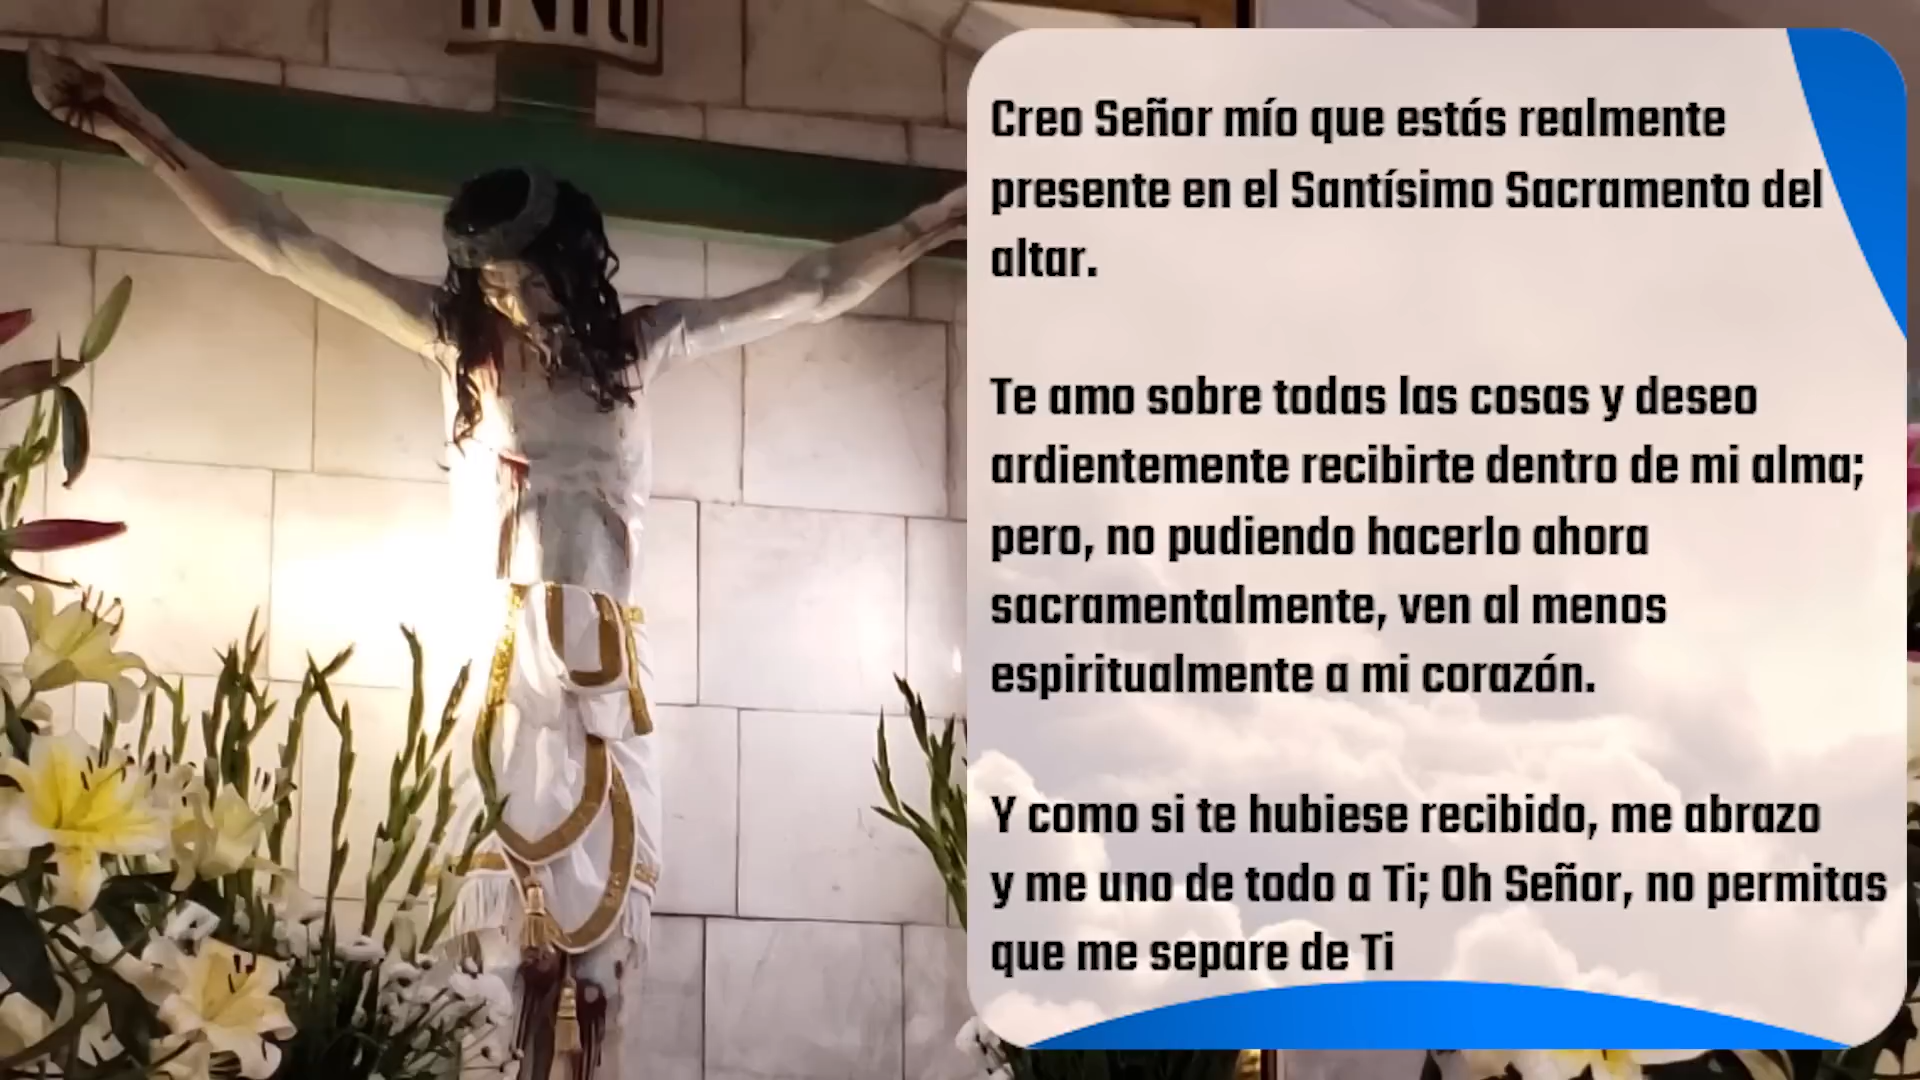 INRI
Creo Señor mío que estás realmente
presente en el Santísimo Sacramento del
altar.
Te amo sobre todas las cosas y deseo
ardientemente recibirte dentro de mi alma;
pero, no pudiendo hacerlo ahora
sacramentalmente, ven al menos
espiritualmente a mi corazón.
Y como si te hubiese recibido, me abrazo
y me uno de todo a Ti; Oh Señor, no permitas
que me separe de Ti